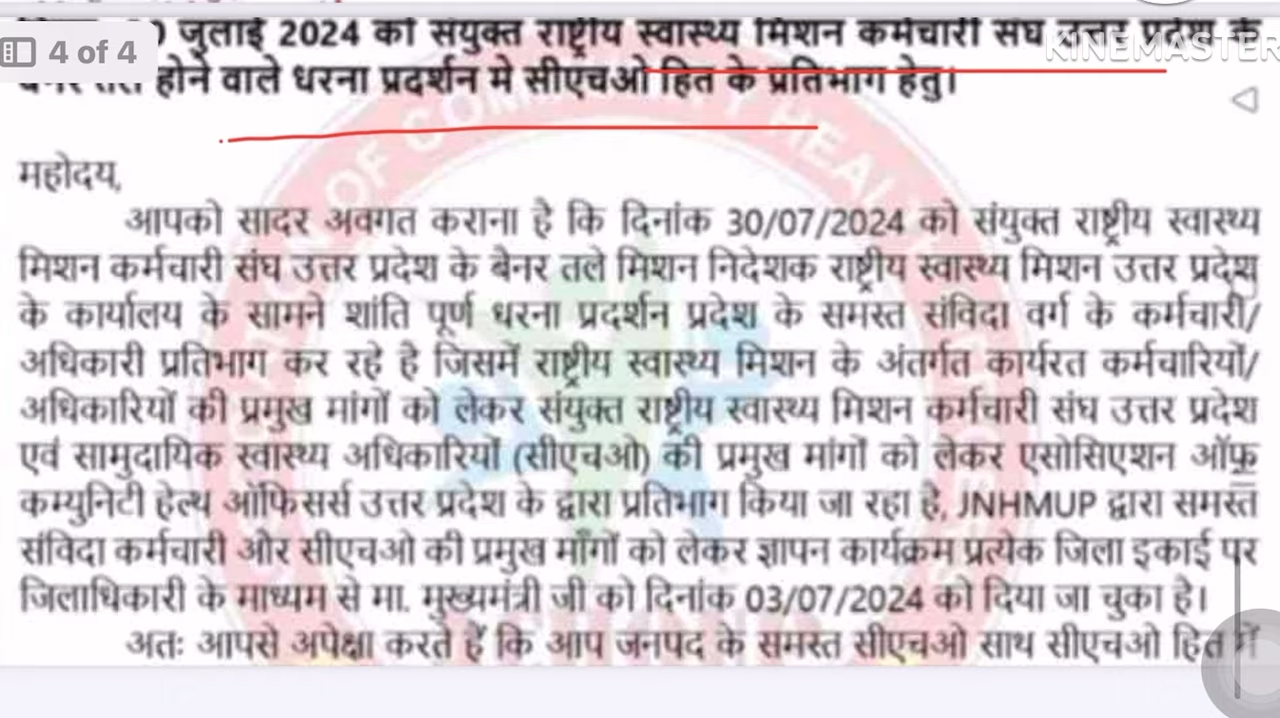 0 जुलाई 2024 को संयुक्त राष्ट्रीय स्वास्थ्य मिशन कर्मचारी संघ उत्तर प्रदेश के
KINEMASTER
4 of 4
होने वाले धरना प्रदर्शन मे सीएचओ हित के प्रतिभाग हेतु।
महोदय,
आपको सादर अवगत कराना है कि दिनांक 30/07/2024 को संयुक्त राष्ट्रीय स्वास्थ्य
मिशन कर्मचारी संघ उत्तर प्रदेश के बैनर तले मिशन निदेशक राष्ट्रीय स्वास्थ्य मिशन उत्तर प्रदेश
के कार्यालय के सामने शांति पूर्ण धरना प्रदर्शन प्रदेश के समस्त संविदा वर्ग के कर्मचारी/
अधिकारी प्रतिभाग कर रहे है जिसमें राष्ट्रीय स्वास्थ्य मिशन के अंतर्गत कार्यरत कर्मचारियों/
अधिकारियों की प्रमुख मांगों को लेकर संयुक्त राष्ट्रीय स्वास्थ्य मिशन कर्मचारी संघ उत्तर प्रदेश
एवं सामुदायिक स्वास्थ्य अधिकारियों (सीएचओ) की प्रमुख मांगों को लेकर एसोसिएशन ऑफ़
कम्युनिटी हेल्थ ऑफिसर्स उत्तर प्रदेश के द्वारा प्रतिभाग किया जा रहा है, JNHMUP द्वारा समस्त
संविदा कर्मचारी और सीएचओ की प्रमुख माँगों को लेकर ज्ञापन कार्यक्रम प्रत्येक जिला इकाई पर
जिलाधिकारी के माध्यम से मा. मुख्यमंत्री जी को दिनांक 03/07/2024 को दिया जा चुका है।
अतः आपसे अपेक्षा करते हैं कि आप जनपद के समस्त सीएचओ साथ सीएचओ हित में